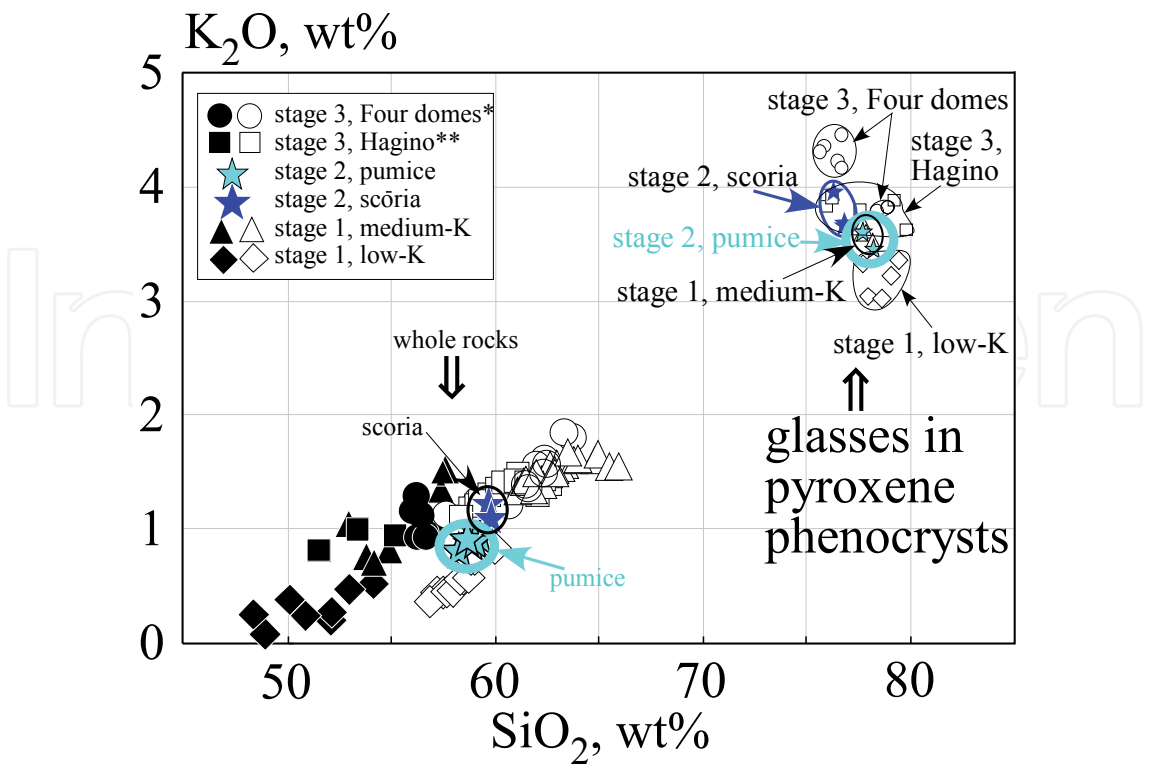 K₂O, wt%
5
4
3
2
1
0
stage 3, Four domes*
stage 3, Hagino**
stage 2, pumice
stage 2, scōria
stage 1, medium-K
stage 1, low-K
stage 3, Four domes
stage 3,
Hagino
stage 2, scoria
stage 2, pumice
stage 1, medium-K
stage 1, low-K
whole rocks
scoria
pumice
glasses in
pyroxene
phenocrysts
50
60
70
80
SiO₂, wt%